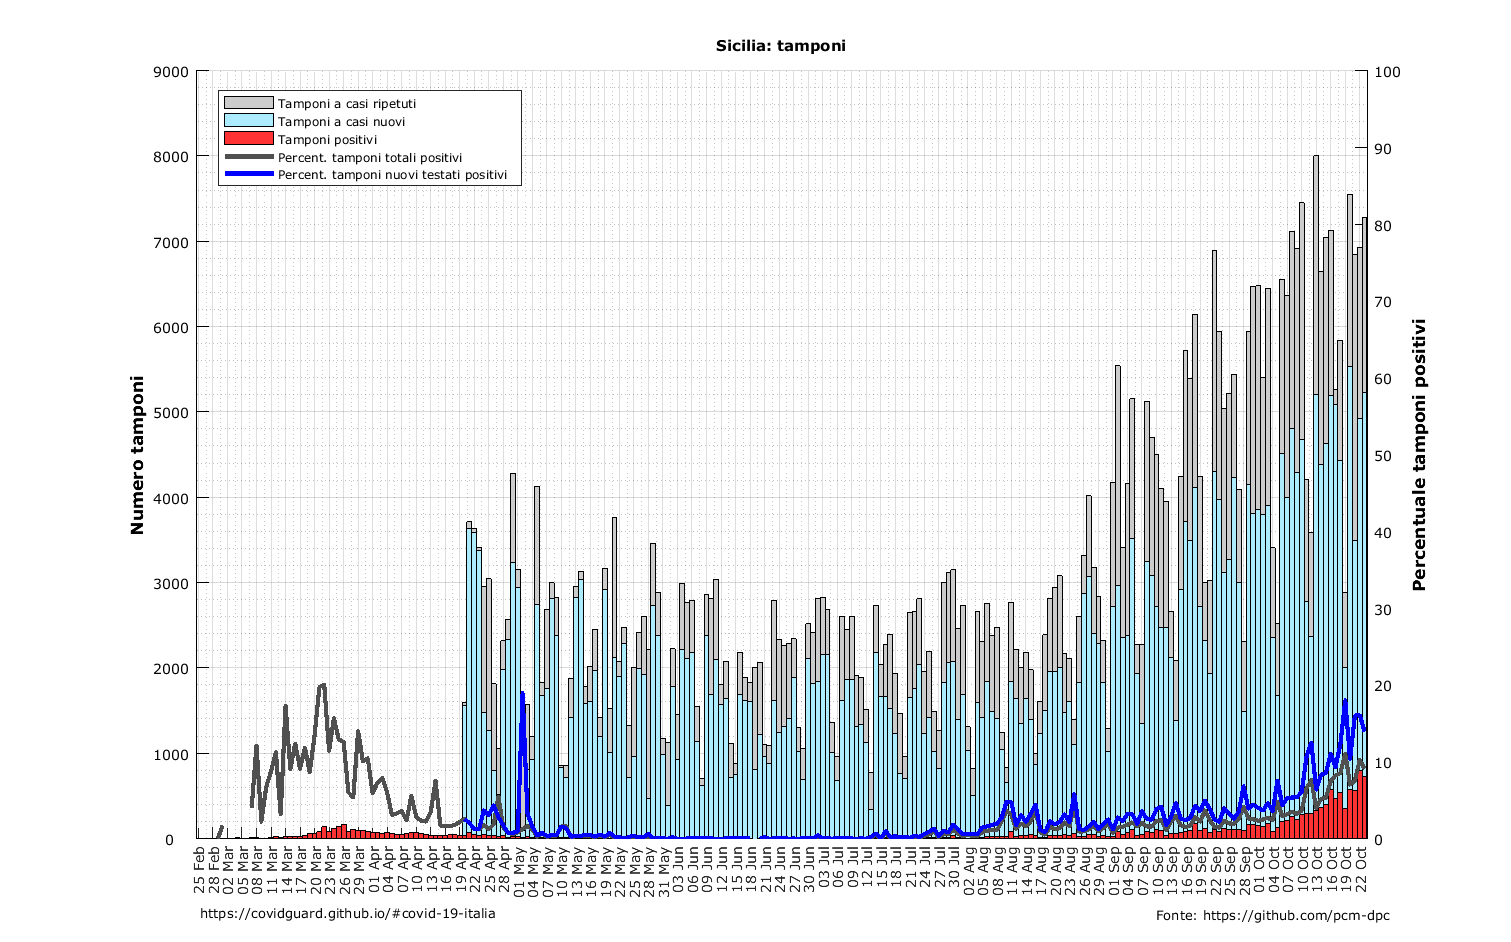 Sicilia: tamponi
Tamponi a casi ripetuti
Tamponi a casi nuovi
Tamponi positivi
Percent. tamponi totali positivi
Percent. tamponi nuovi testati positivi
Numero tamponi
9000
8000
7000
6000
5000
4000
3000
2000
1000
0
100
90
80
70
60
50
40
30
20
10
0
Percentuale tamponi positivi
25 Feb
28 Feb
02 Mar
05 Mar
08 Mar
11 Mar
14 Mar
17 Mar
20 Mar
23 Mar
26 Mar
29 Mar
01 Apr
04 Apr
07 Apr
10 Apr
13 Apr
16 Apr
19 Apr
22 Apr
25 Apr
28 Apr
01 May
04 May
07 May
10 May
13 May
16 May
19 May
22 May
25 May
28 May
31 May
03 Jun
06 Jun
09 Jun
12 Jun
15 Jun
18 Jun
21 Jun
24 Jun
27 Jun
30 Jun
03 Jul
06 Jul
09 Jul
12 Jul
15 Jul
18 Jul
21 Jul
24 Jul
27 Jul
30 Jul
02 Aug
05 Aug
08 Aug
11 Aug
14 Aug
17 Aug
20 Aug
23 Aug
26 Aug
29 Aug
01 Sep
04 Sep
07 Sep
10 Sep
13 Sep
16 Sep
19 Sep
22 Sep
25 Sep
28 Sep
01 Oct
04 Oct
07 Oct
10 Oct
13 Oct
16 Oct
19 Oct
22 Oct
https://covidguard.github.io/#covid-19-italia
Fonte: https://github.com/pcm-dpc